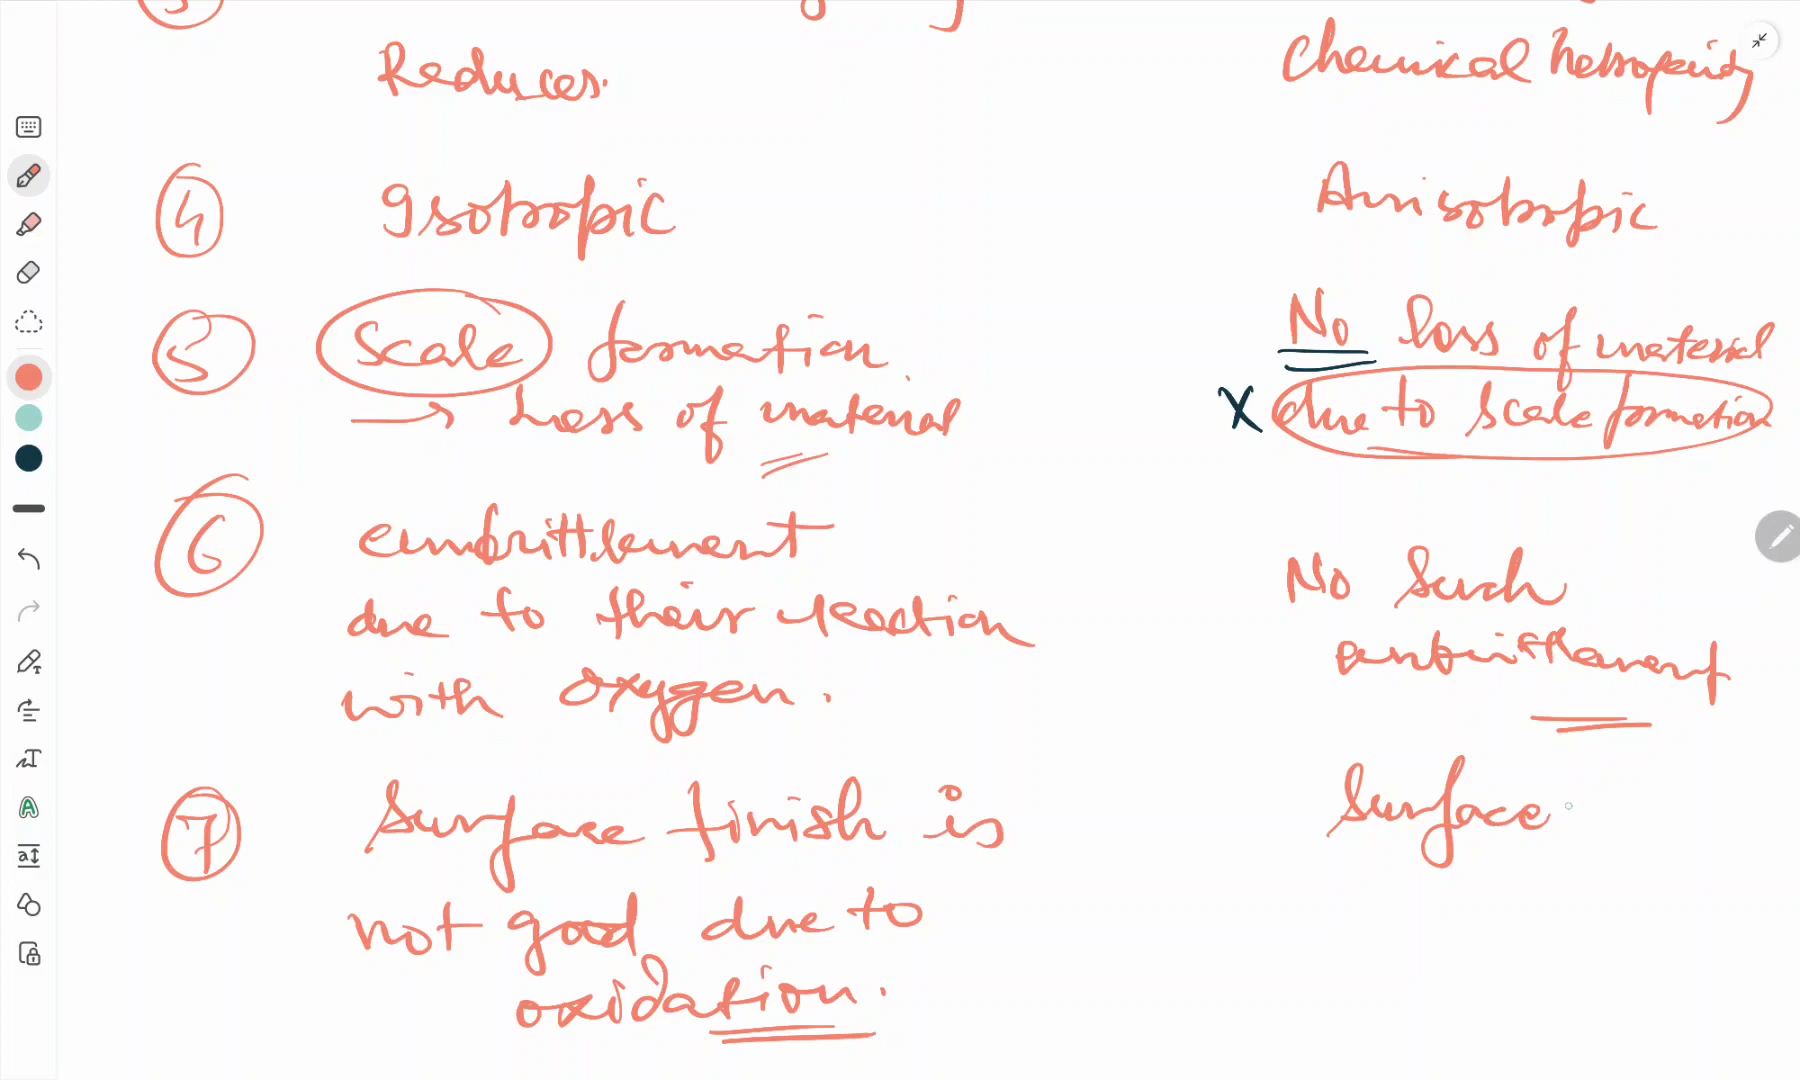 Reduces.
Chemical
4
Isotropic
Anisotropic
5
Scale formation
No loss of material
→ Loss of material
X due to scale formation
6
embrittlement
No such
due to their reaction
embrittlement
with oxygen.
7
Surface finish is
Surface
not good due to
oxidation.